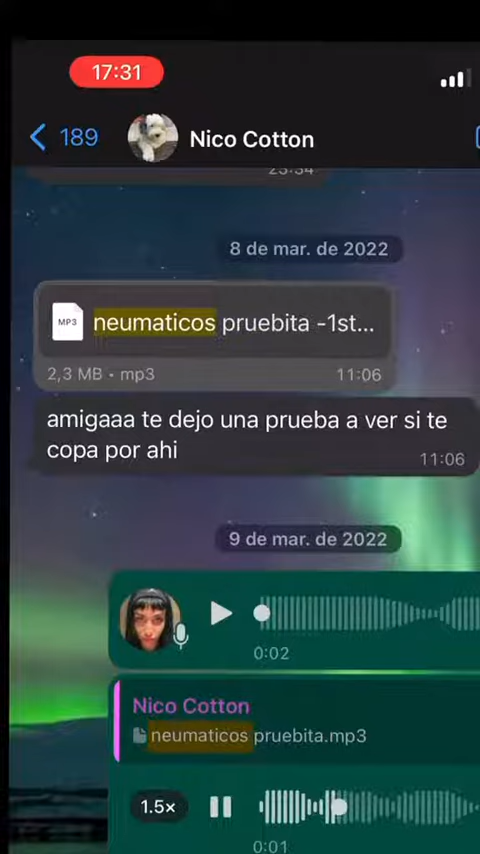 17:31
189
Nico Cotton
23:34
8 de mar. de 2022
MP3
neumaticos pruebita -1st...
2,3 MB • mp3
11:06
amigaaa te dejo una prueba a ver si te
copa por ahi
11:06
9 de mar. de 2022
0:02
Nico Cotton
neumaticos pruebita.mp3
1.5×
0:01